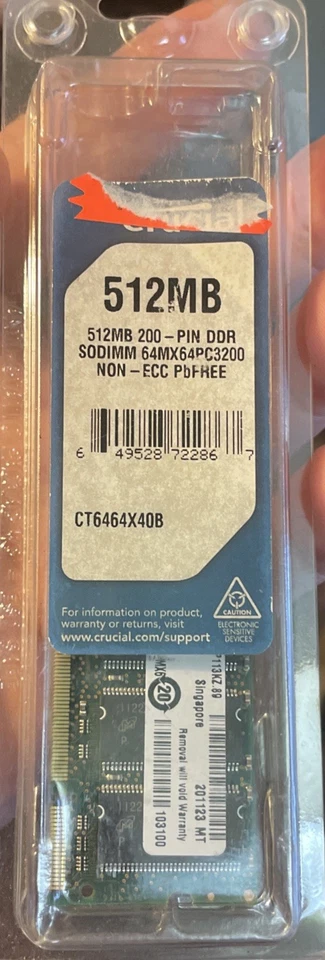 crucial
512MB
512MB 200-PIN DDR
SODIMM 64MX64PC3200
NON-ECC PbFREE
6 49528 72286 7
CT6464X40B
For information on product,
warranty or returns, visit
www.crucial.com/support
CAUTION
ELECTRONIC
SENSITIVE
DEVICES
20
Singapore
201123 MT
Removal will void Warranty
103100